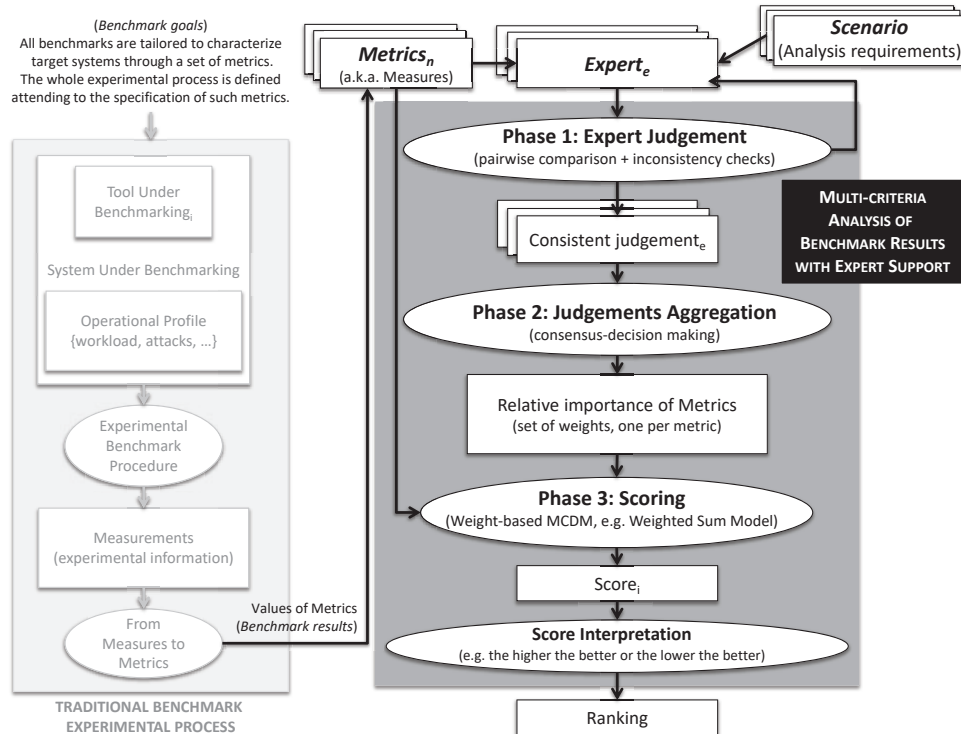 (Benchmark goals)
All benchmarks are tailored to characterize
target systems through a set of metrics.
The whole experimental process is defined
attending to the specification of such metrics.
Tool Under
Benchmarkingi
System Under Benchmarking
Operational Profile
{workload, attacks, …}
Experimental
Benchmark
Procedure
Measurements
(experimental information)
From
Measures to
Metrics
TRADITIONAL BENCHMARK
EXPERIMENTAL PROCESS
Values of Metrics
(Benchmark results)
Metricsn
(a.k.a. Measures)
Experte
Scenario
(Analysis requirements)
Phase 1: Expert Judgement
(pairwise comparison + inconsistency checks)
Consistent judgemente
MULTI-CRITERIA
ANALYSIS OF
BENCHMARK RESULTS
WITH EXPERT SUPPORT
Phase 2: Judgements Aggregation
(consensus-decision making)
Relative importance of Metrics
(set of weights, one per metric)
Phase 3: Scoring
(Weight-based MCDM, e.g. Weighted Sum Model)
Scorei
Score Interpretation
(e.g. the higher the better or the lower the better)
Ranking